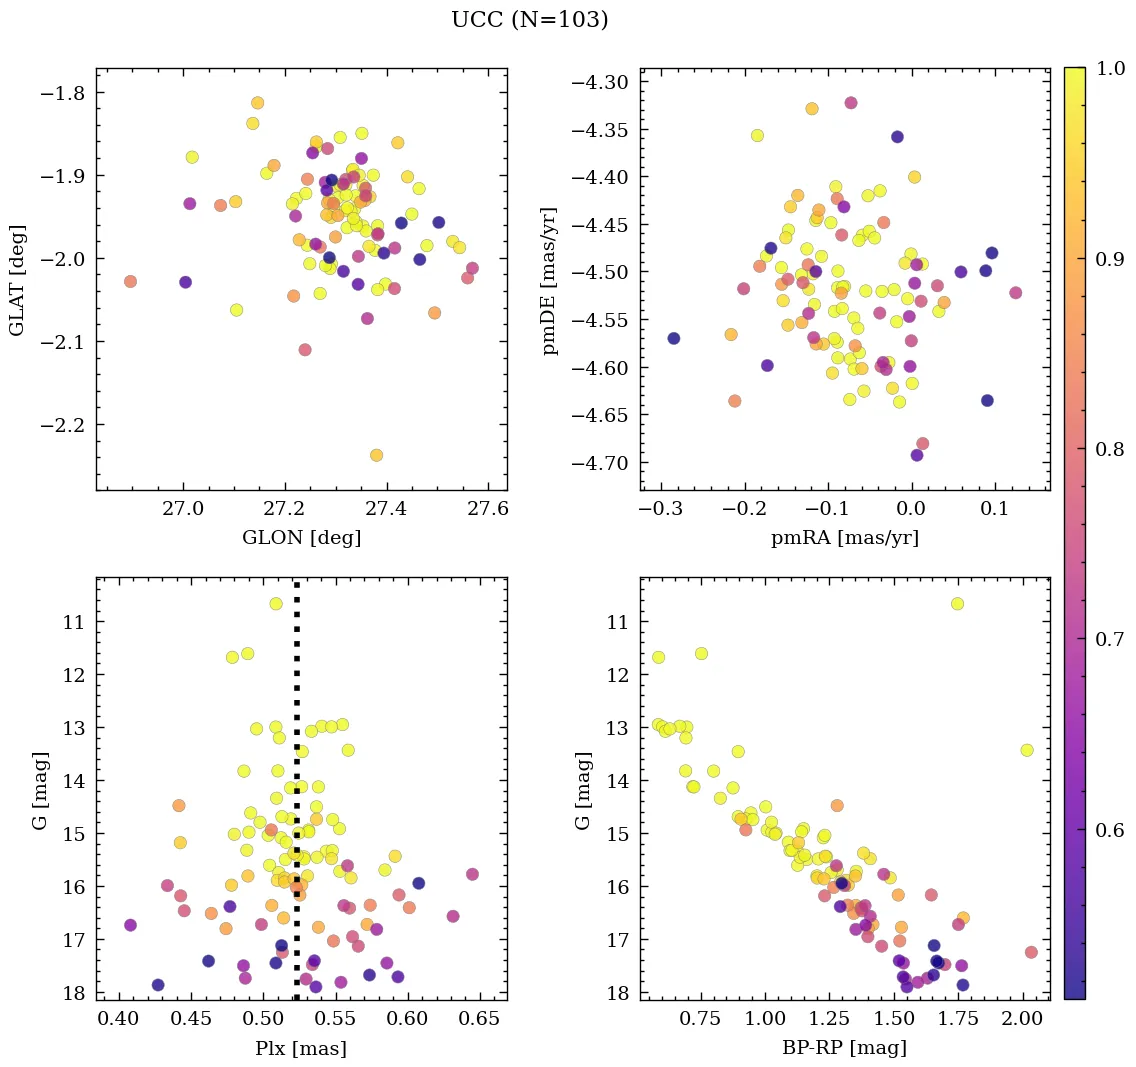 UCC (N=103)
−1.8
−1.9
−2.0
−2.1
−2.2
GLAT [deg]
27.0 27.2 27.4 27.6
GLON [deg]
−4.30
−4.35
−4.40
−4.45
−4.50
−4.55
−4.60
−4.65
−4.70
pmDE [mas/yr]
−0.3 −0.2 −0.1 0.0 0.1
pmRA [mas/yr]
11
12
13
14
15
16
17
18
G [mag]
0.40 0.45 0.50 0.55 0.60 0.65
Plx [mas]
11
12
13
14
15
16
17
18
G [mag]
0.75 1.00 1.25 1.50 1.75 2.00
BP-RP [mag]
1.0
0.9
0.8
0.7
0.6